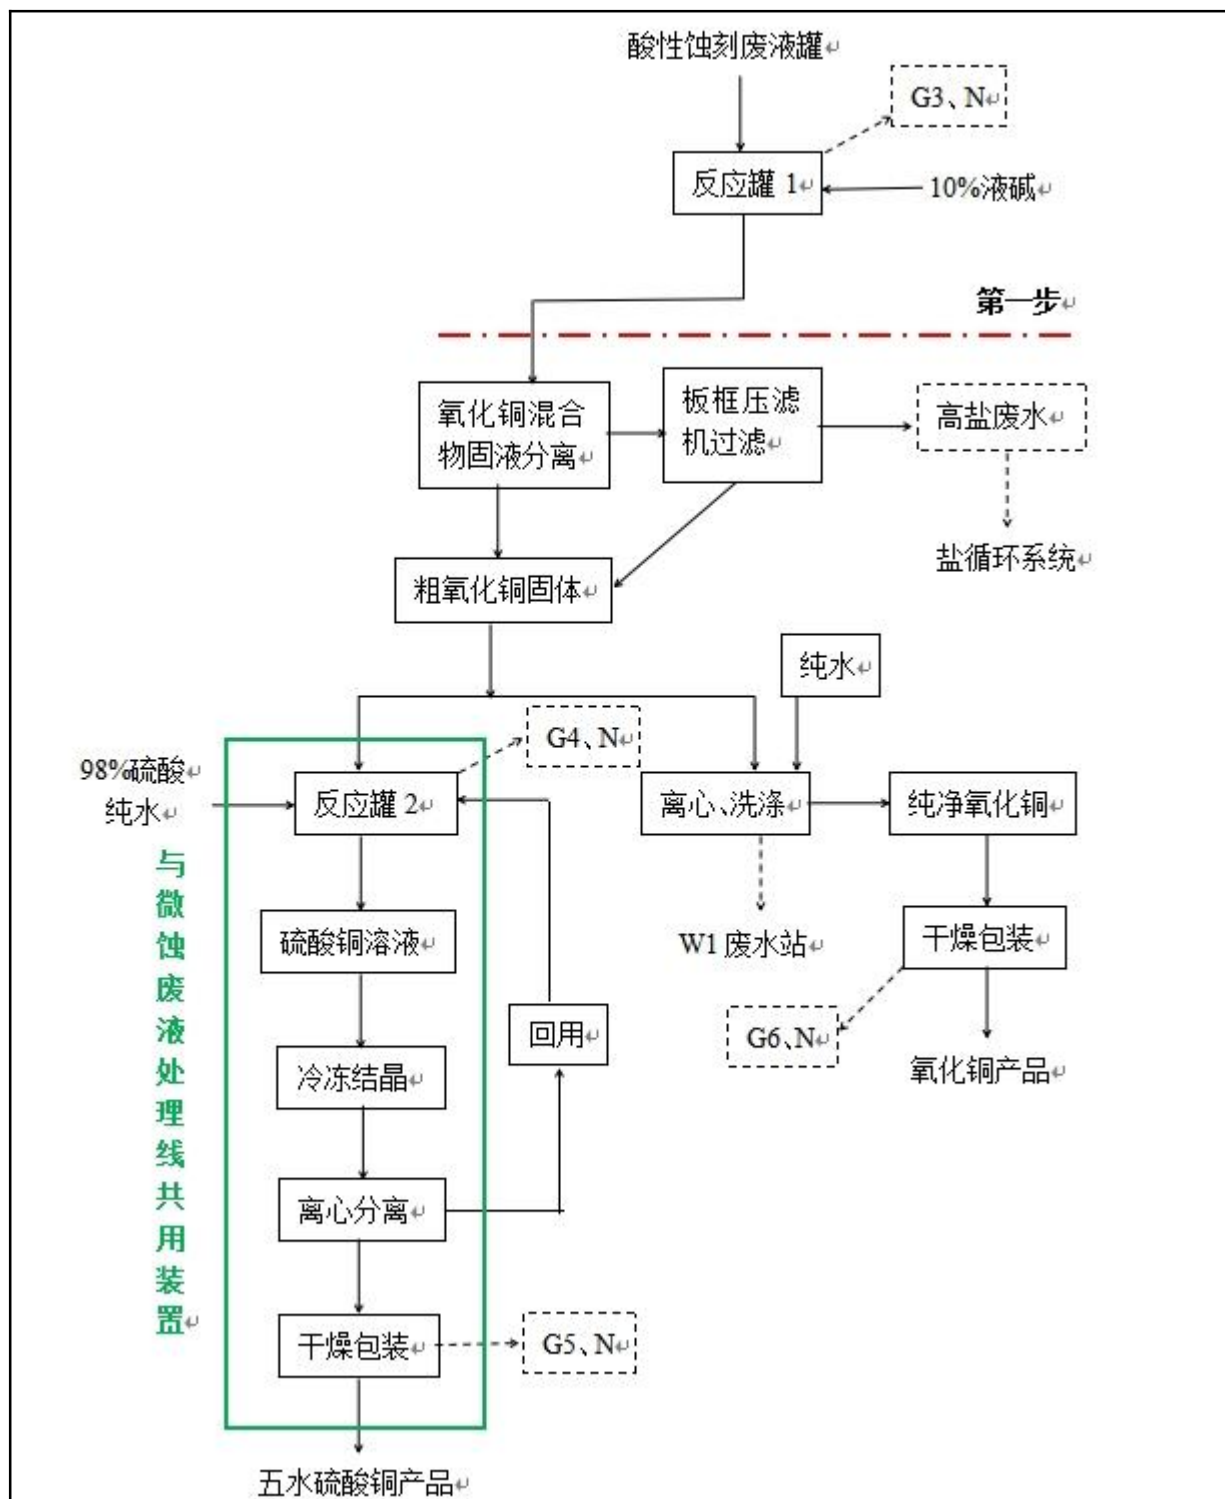 酸性蚀刻废液罐
G3、N
反应罐 1
10%液碱
第一步
氧化铜混合
物固液分离
板框压滤
机过滤
高盐废水
盐循环系统
粗氧化铜固体
纯水
G4、N
98%硫酸
纯水
反应罐 2
离心、洗涤
纯净氧化铜
与微蚀废液处理线共用装置
硫酸铜溶液
W1 废水站
干燥包装
回用
G6、N
冷冻结晶
氧化铜产品
离心分离
干燥包装
G5、N
五水硫酸铜产品